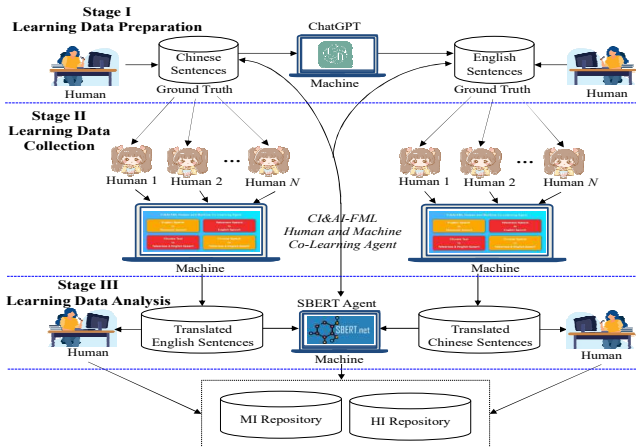 Stage I
Learning Data Preparation
ChatGPT
Chinese
Sentences
English
Sentences
Human
Machine
Human
Ground Truth
Ground Truth
Stage II
Learning Data
Collection
...
...
Human 1
Human 2
Human N
Human 1
Human 2
Human N
CI&AI-FML
Human and Machine
Co-Learning Agent
Machine
Machine
Stage III
Learning Data Analysis
SBERT Agent
Translated
English Sentences
SBERT.net
Translated
Chinese Sentences
Human
Machine
Human
MI Repository
HI Repository